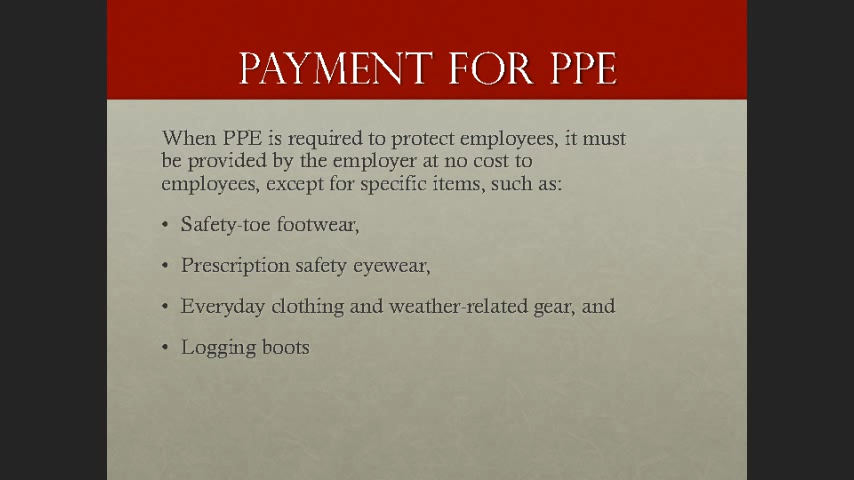 PAYMENT FOR PPE
When PPE is required to protect employees, it must
be provided by the employer at no cost to
employees, except for specific items, such as:
• Safety-toe footwear,
• Prescription safety eyewear,
• Everyday clothing and weather-related gear, and
• Logging boots